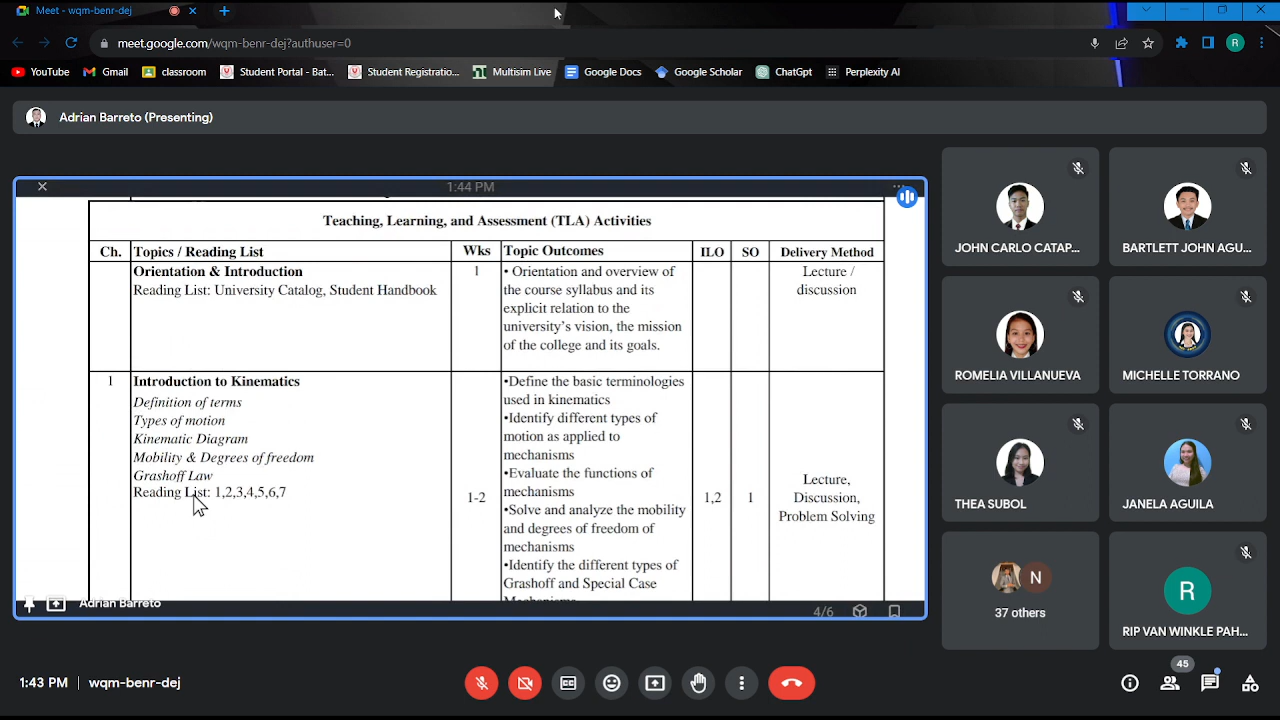 Meet - wqm-benr-dej
meet.google.com/wqm-benr-dej?authuser=0
R
YouTube
Gmail
classroom
Student Portal - Bat...
Student Registratio...
Multisim Live
Google Docs
Google Scholar
ChatGpt
Perplexity AI
Adrian Barreto (Presenting)
1:44 PM
Teaching, Learning, and Assessment (TLA) Activities
Ch.
Topics / Reading List
Wks
Topic Outcomes
ILO
SO
Delivery Method
Orientation & Introduction
Reading List: University Catalog, Student Handbook
1
• Orientation and overview of
the course syllabus and its
explicit relation to the
university's vision, the mission
of the college and its goals.
Lecture /
discussion
1
Introduction to Kinematics
Definition of terms
Types of motion
Kinematic Diagram
Mobility & Degrees of freedom
Grashoff Law
Reading List: 1,2,3,4,5,6,7
1-2
•Define the basic terminologies
used in kinematics
•Identify different types of
motion as applied to
mechanisms
•Evaluate the functions of
mechanisms
•Solve and analyze the mobility
and degrees of freedom of
mechanisms
•Identify the different types of
Grashoff and Special Case
Mechanisms
1,2
1
Lecture,
Discussion,
Problem Solving
Adrian Barreto
4/6
JOHN CARLO CATAP...
BARTLETT JOHN AGU...
ROMELIA VILLANUEVA
MICHELLE TORRANO
THEA SUBOL
JANELA AGUILA
N
37 others
R
RIP VAN WINKLE PAH...
1:43 PM
wqm-benr-dej
45